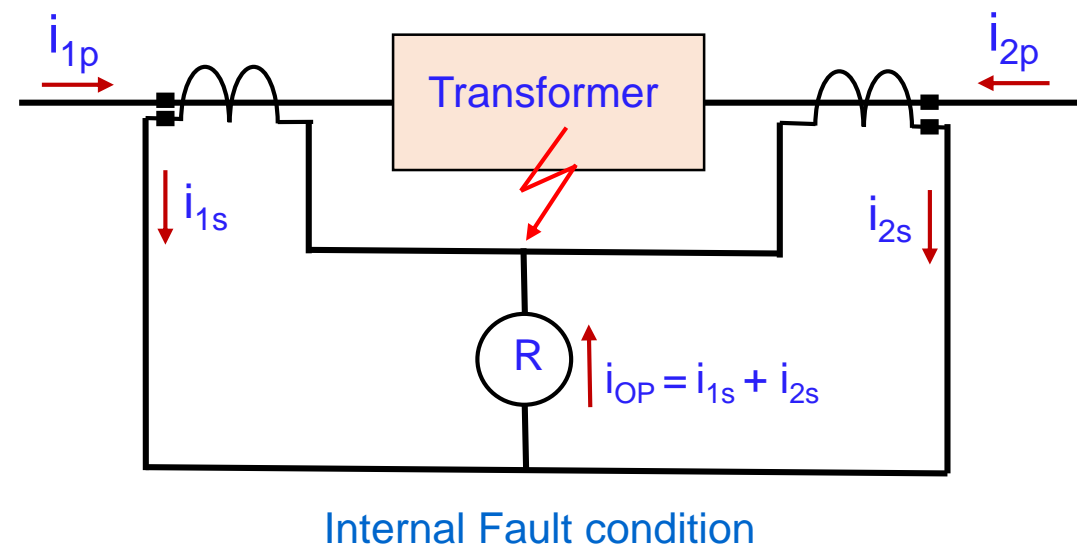 i1p
i2p
Transformer
i1s
i2s
R
iOP = i1s + i2s
Internal Fault condition